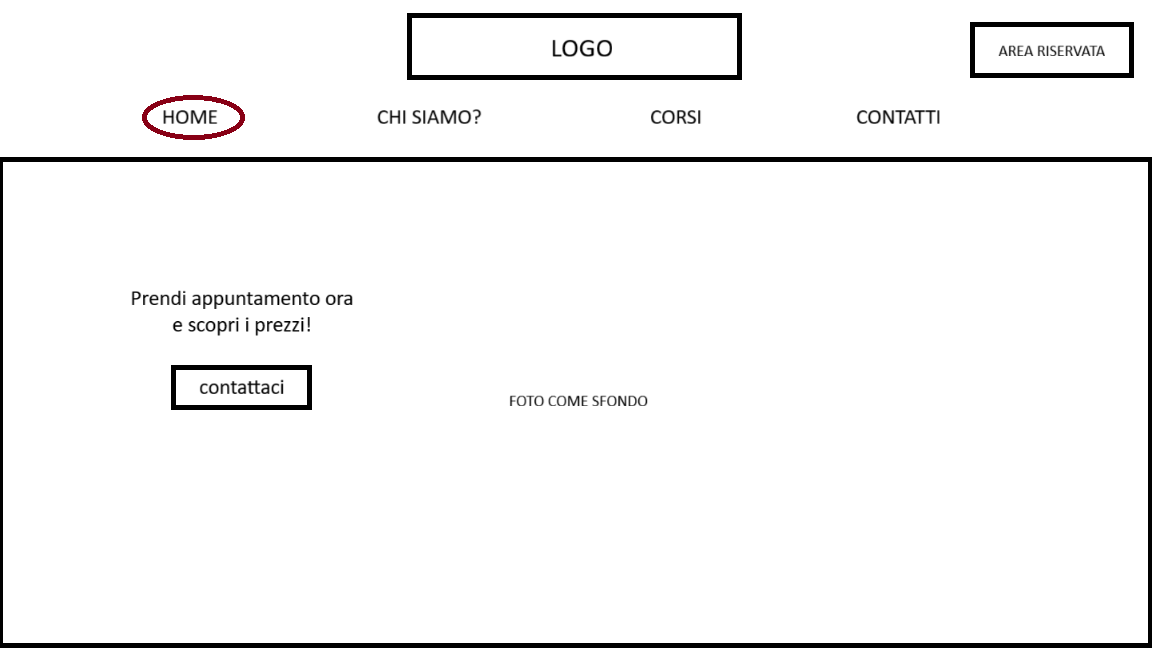 LOGO
AREA RISERVATA
HOME
CHI SIAMO?
CORSI
CONTATTI
Prendi appuntamento ora
e scopri i prezzi!
contattaci
FOTO COME SFONDO